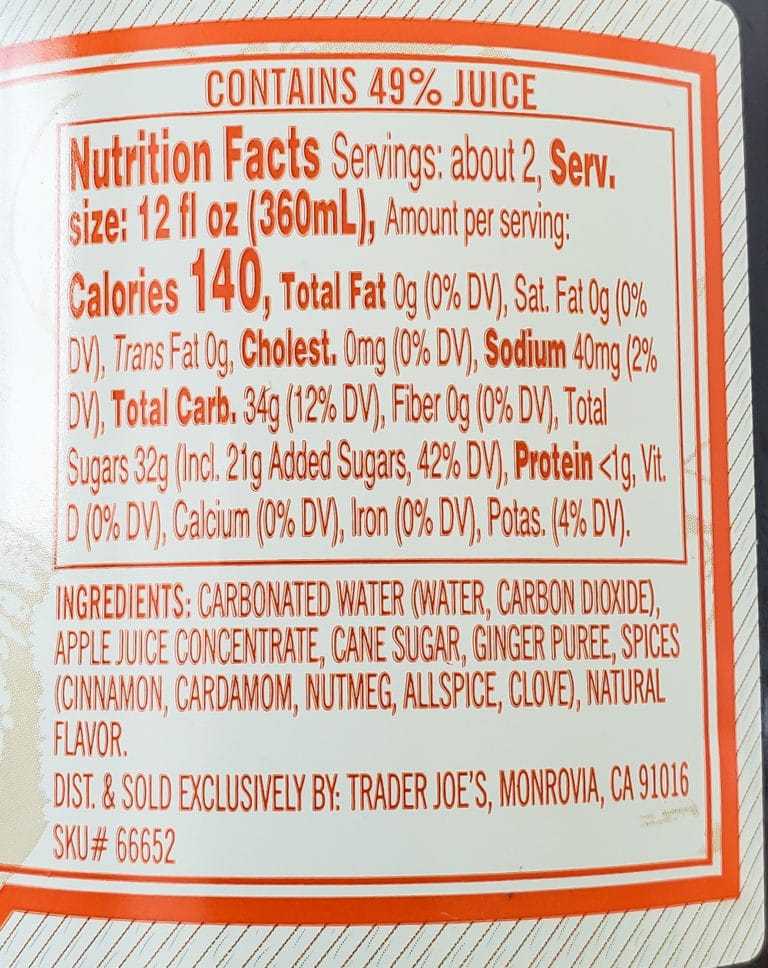 CONTAINS 49% JUICE
Nutrition Facts Servings: about 2, Serv.
size: 12 fl oz (360mL), Amount per serving:
Calories 140, Total Fat 0g (0% DV), Sat. Fat 0g (0%
DV), Trans Fat 0g, Cholest. 0mg (0% DV), Sodium 40mg (2%
DV), Total Carb. 34g (12% DV), Fiber 0g (0% DV), Total
Sugars 32g (Incl. 21g Added Sugars, 42% DV), Protein <1g, Vit.
D (0% DV), Calcium (0% DV), Iron (0% DV), Potas. (4% DV).
INGREDIENTS: CARBONATED WATER (WATER, CARBON DIOXIDE),
APPLE JUICE CONCENTRATE, CANE SUGAR, GINGER PUREE, SPICES
(CINNAMON, CARDAMOM, NUTMEG, ALLSPICE, CLOVE), NATURAL
FLAVOR.
DIST. & SOLD EXCLUSIVELY BY: TRADER JOE'S, MONROVIA, CA 91016
SKU# 66652